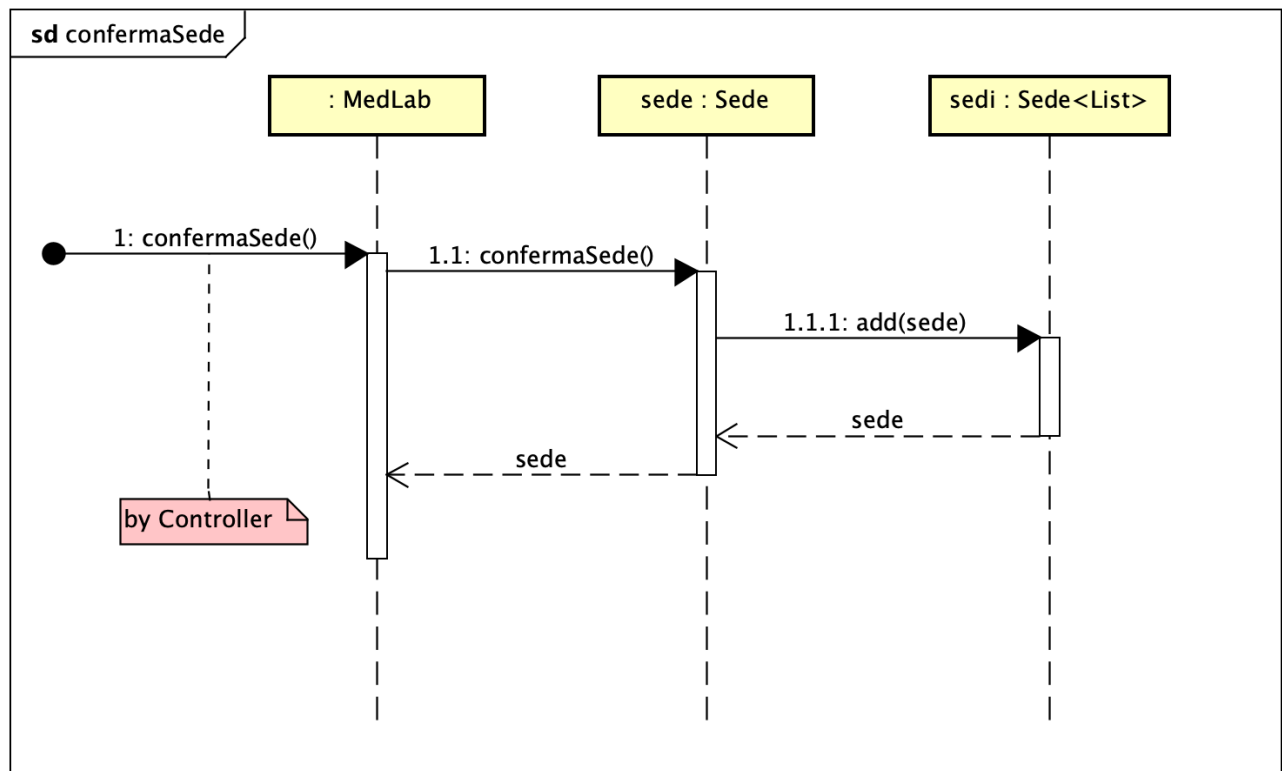 sd confermaSede
: MedLab
sede : Sede
sedi : Sede<List>
1: confermaSede()
1.1: confermaSede()
1.1.1: add(sede)
sede
sede
by Controller